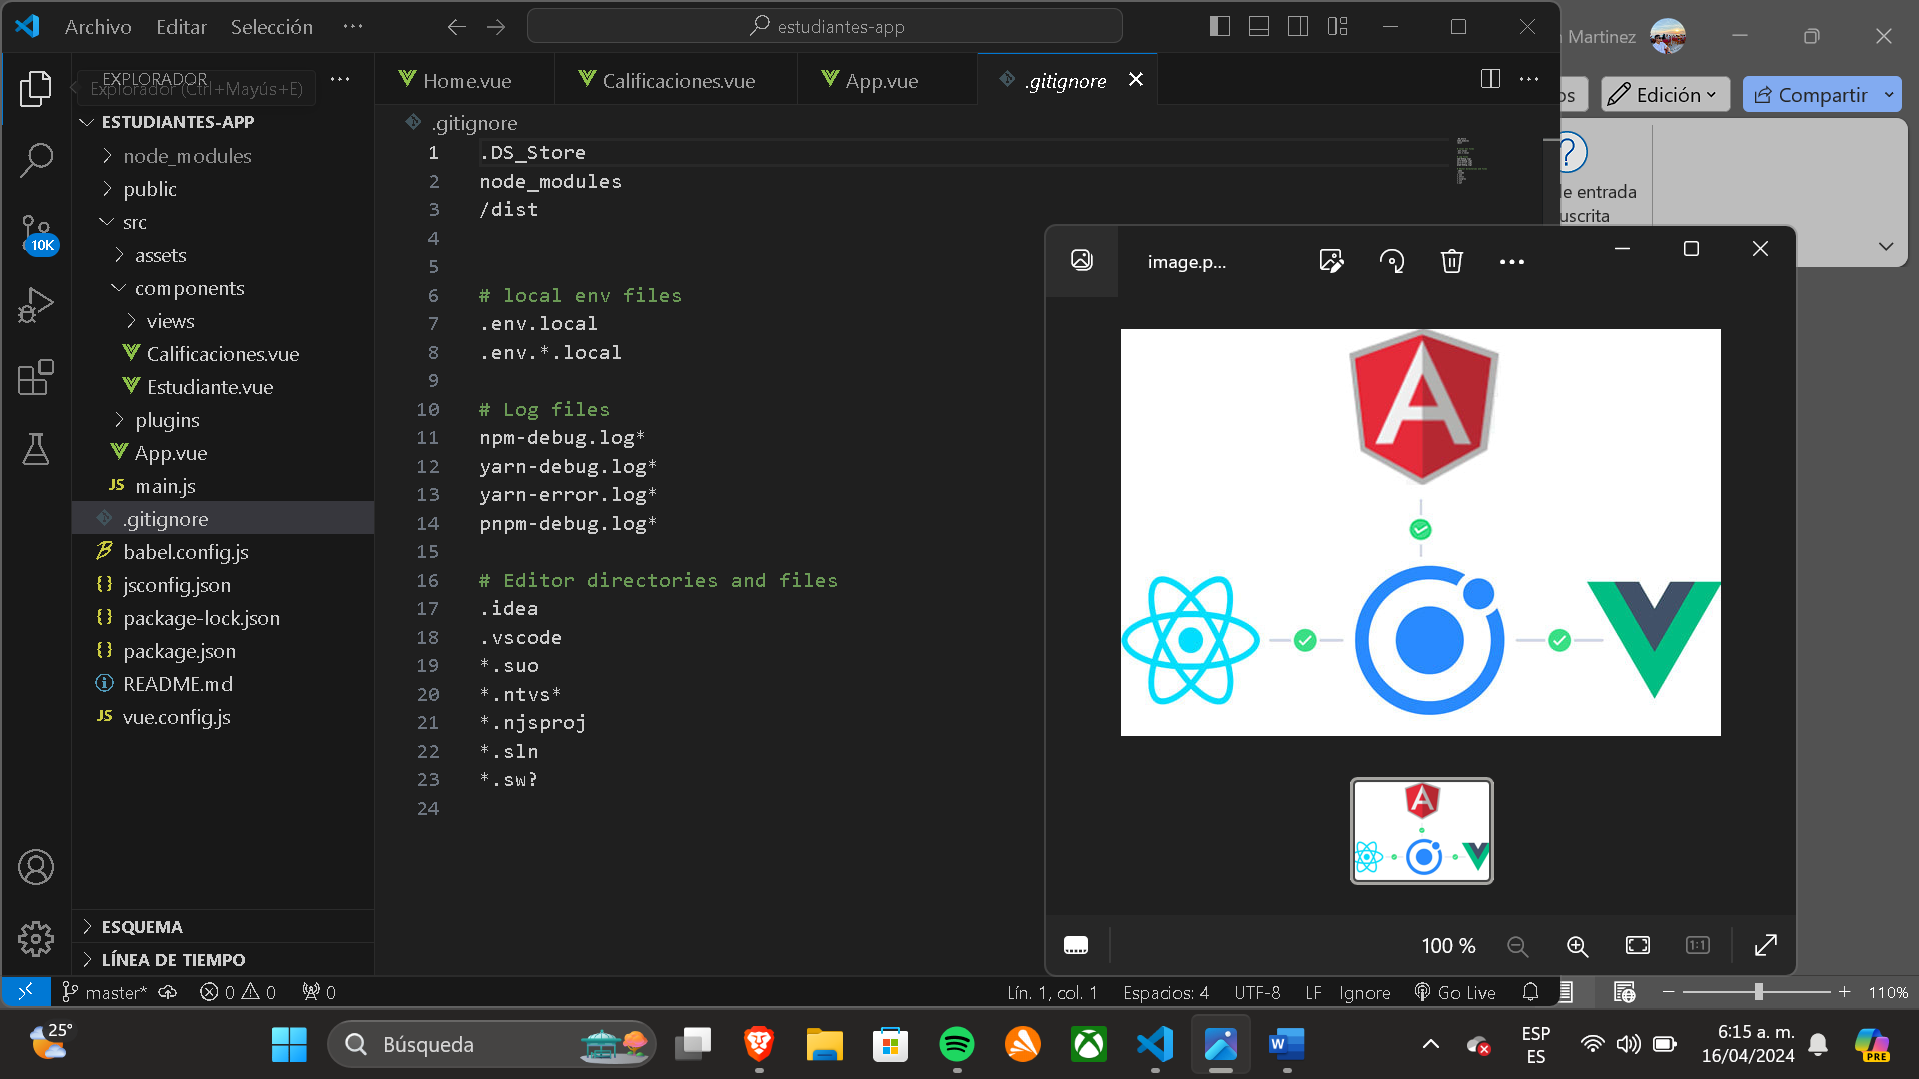 Archivo Editar Selección ···
estudiantes-app
Martinez
EXPLORADOR
Explorador (Ctrl+Mayús+E)
ESTUDIANTES-APP
node_modules
public
src
assets
components
views
Calificaciones.vue
Estudiante.vue
plugins
App.vue
JS main.js
.gitignore
babel.config.js
{} jsconfig.json
{} package-lock.json
{} package.json
README.md
JS vue.config.js
10K
ESQUEMA
LÍNEA DE TIEMPO
Home.vue Calificaciones.vue App.vue .gitignore
.gitignore
1 .DS_Store
2 node_modules
3 /dist
4
5
6 # local env files
7 .env.local
8 .env.*.local
9
10 # Log files
11 npm-debug.log*
12 yarn-debug.log*
13 yarn-error.log*
14 pnpm-debug.log*
15
16 # Editor directories and files
17 .idea
18 .vscode
19 *.suo
20 *.ntvs*
21 *.njsproj
22 *.sln
23 *.sw?
24
os Edición Compartir
le entrada
uscrita
image.p...
100 %
1:1
master* 0 0 0
Lín. 1, col. 1 Espacios: 4 UTF-8 LF Ignore Go Live
110%
25°
Búsqueda
ESP
ES
6:15 a. m.
16/04/2024
PRE